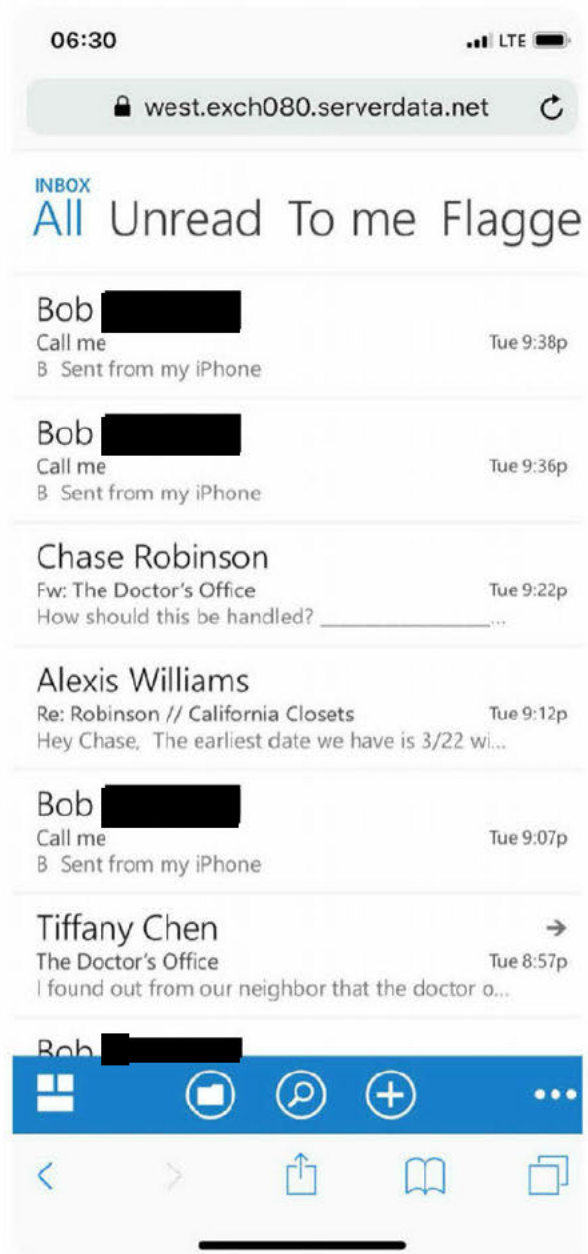 06:30
LTE
west.exch080.serverdata.net
INBOX
All Unread To me Flagge
Bob
Call me Tue 9:38p
B Sent from my iPhone
Bob
Call me Tue 9:36p
B Sent from my iPhone
Chase Robinson
Fw: The Doctor's Office Tue 9:22p
How should this be handled? ____________________...
Alexis Williams
Re: Robinson // California Closets Tue 9:12p
Hey Chase, The earliest date we have is 3/22 wi...
Bob
Call me Tue 9:07p
B Sent from my iPhone
Tiffany Chen
The Doctor's Office Tue 8:57p
I found out from our neighbor that the doctor o...
Bob